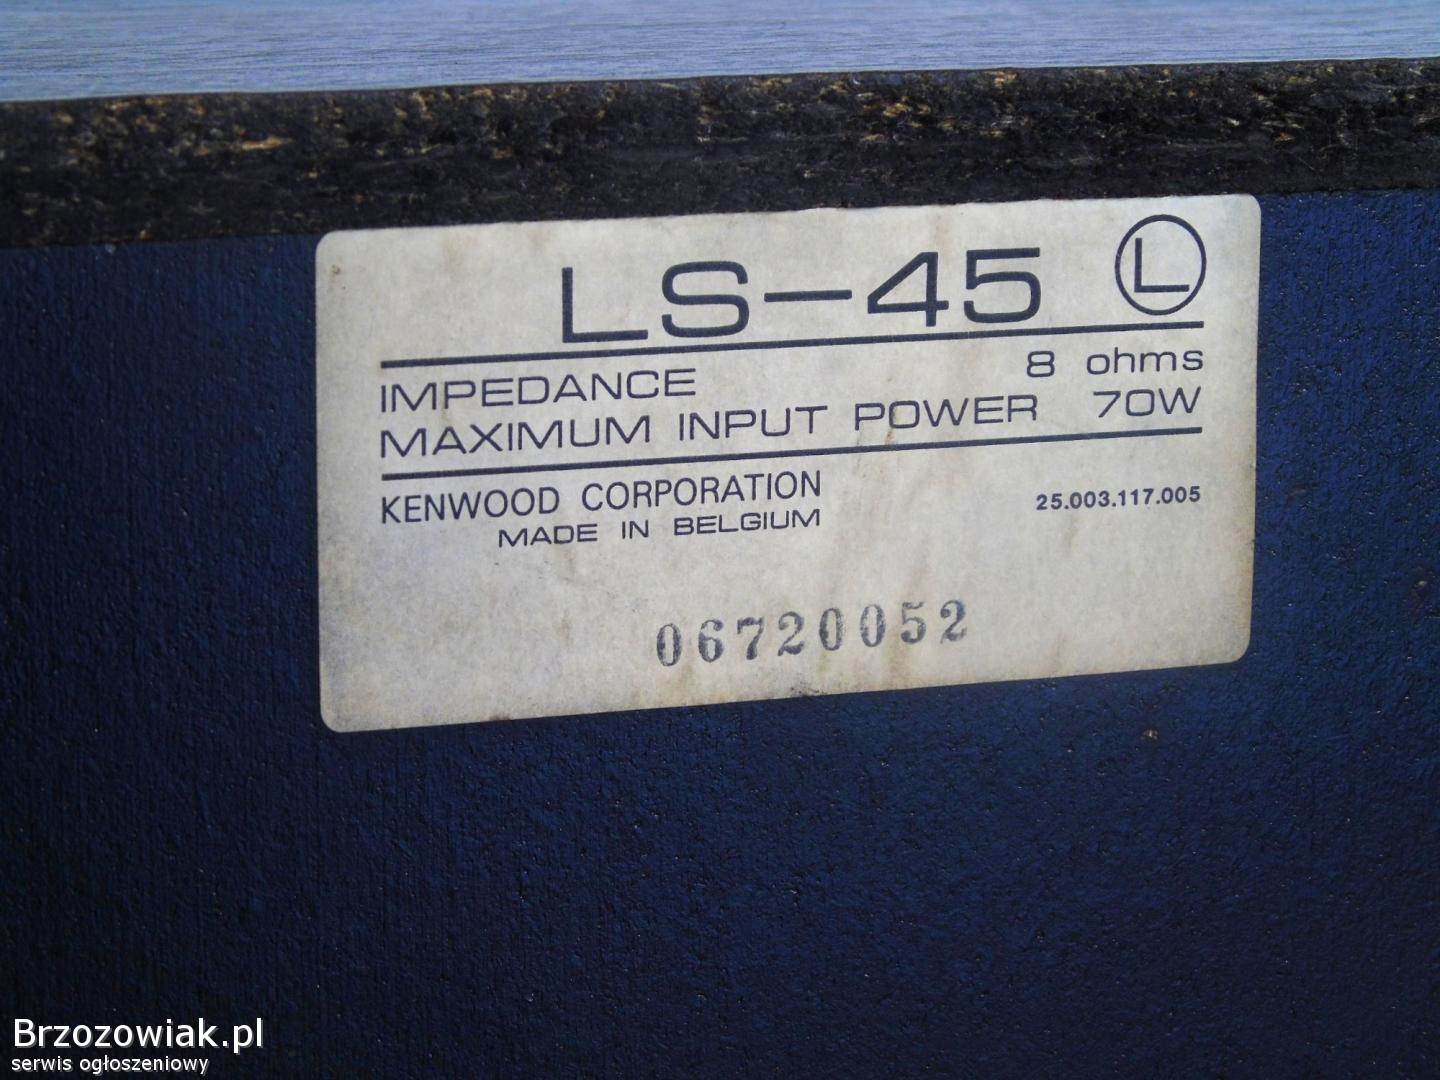 LS-45 L
IMPEDANCE 8 ohms
MAXIMUM INPUT POWER 70W
KENWOOD CORPORATION 25.003.117.005
MADE IN BELGIUM
06720052
Brzozowiak.pl
serwis ogłoszeniowy